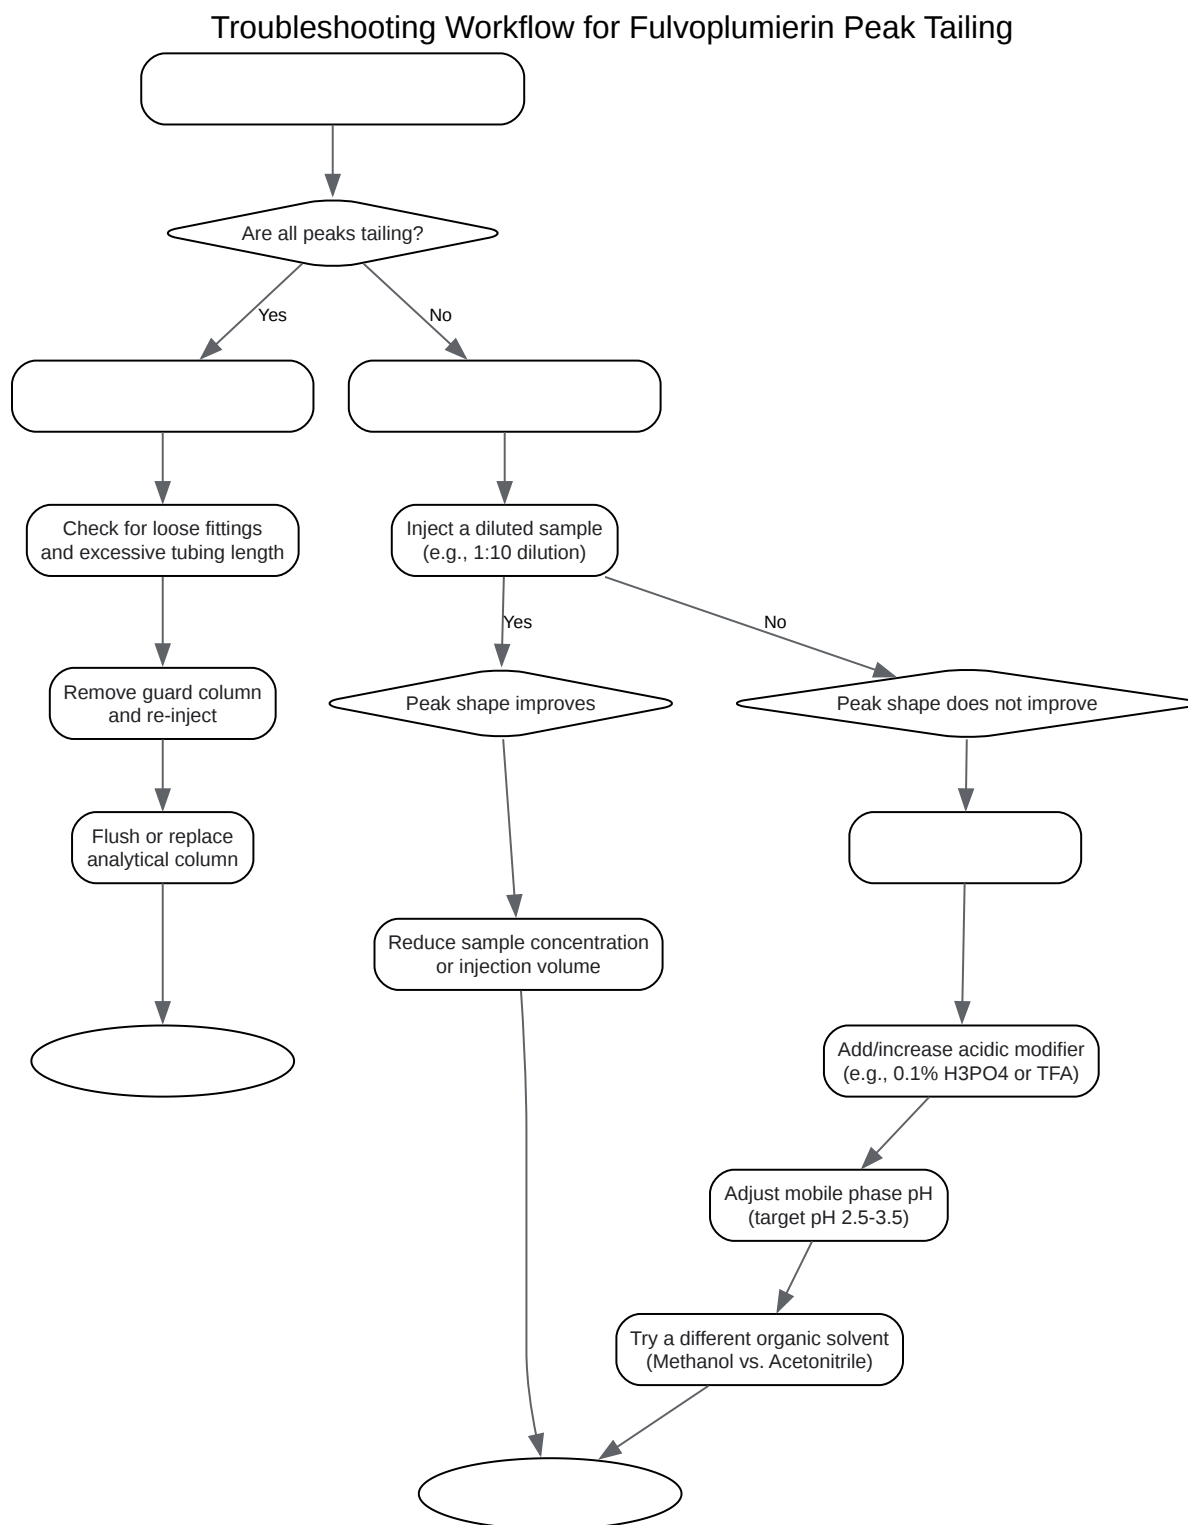 Troubleshooting Workflow for Fulvoplumierin Peak Tailing
Are all peaks tailing?
Yes
No
Check for loose fittings
and excessive tubing length
Inject a diluted sample
(e.g., 1:10 dilution)
Yes
No
Remove guard column
and re-inject
Peak shape improves
Peak shape does not improve
Flush or replace
analytical column
Reduce sample concentration
or injection volume
Add/increase acidic modifier
(e.g., 0.1% H3PO4 or TFA)
Adjust mobile phase pH
(target pH 2.5-3.5)
Try a different organic solvent
(Methanol vs. Acetonitrile)